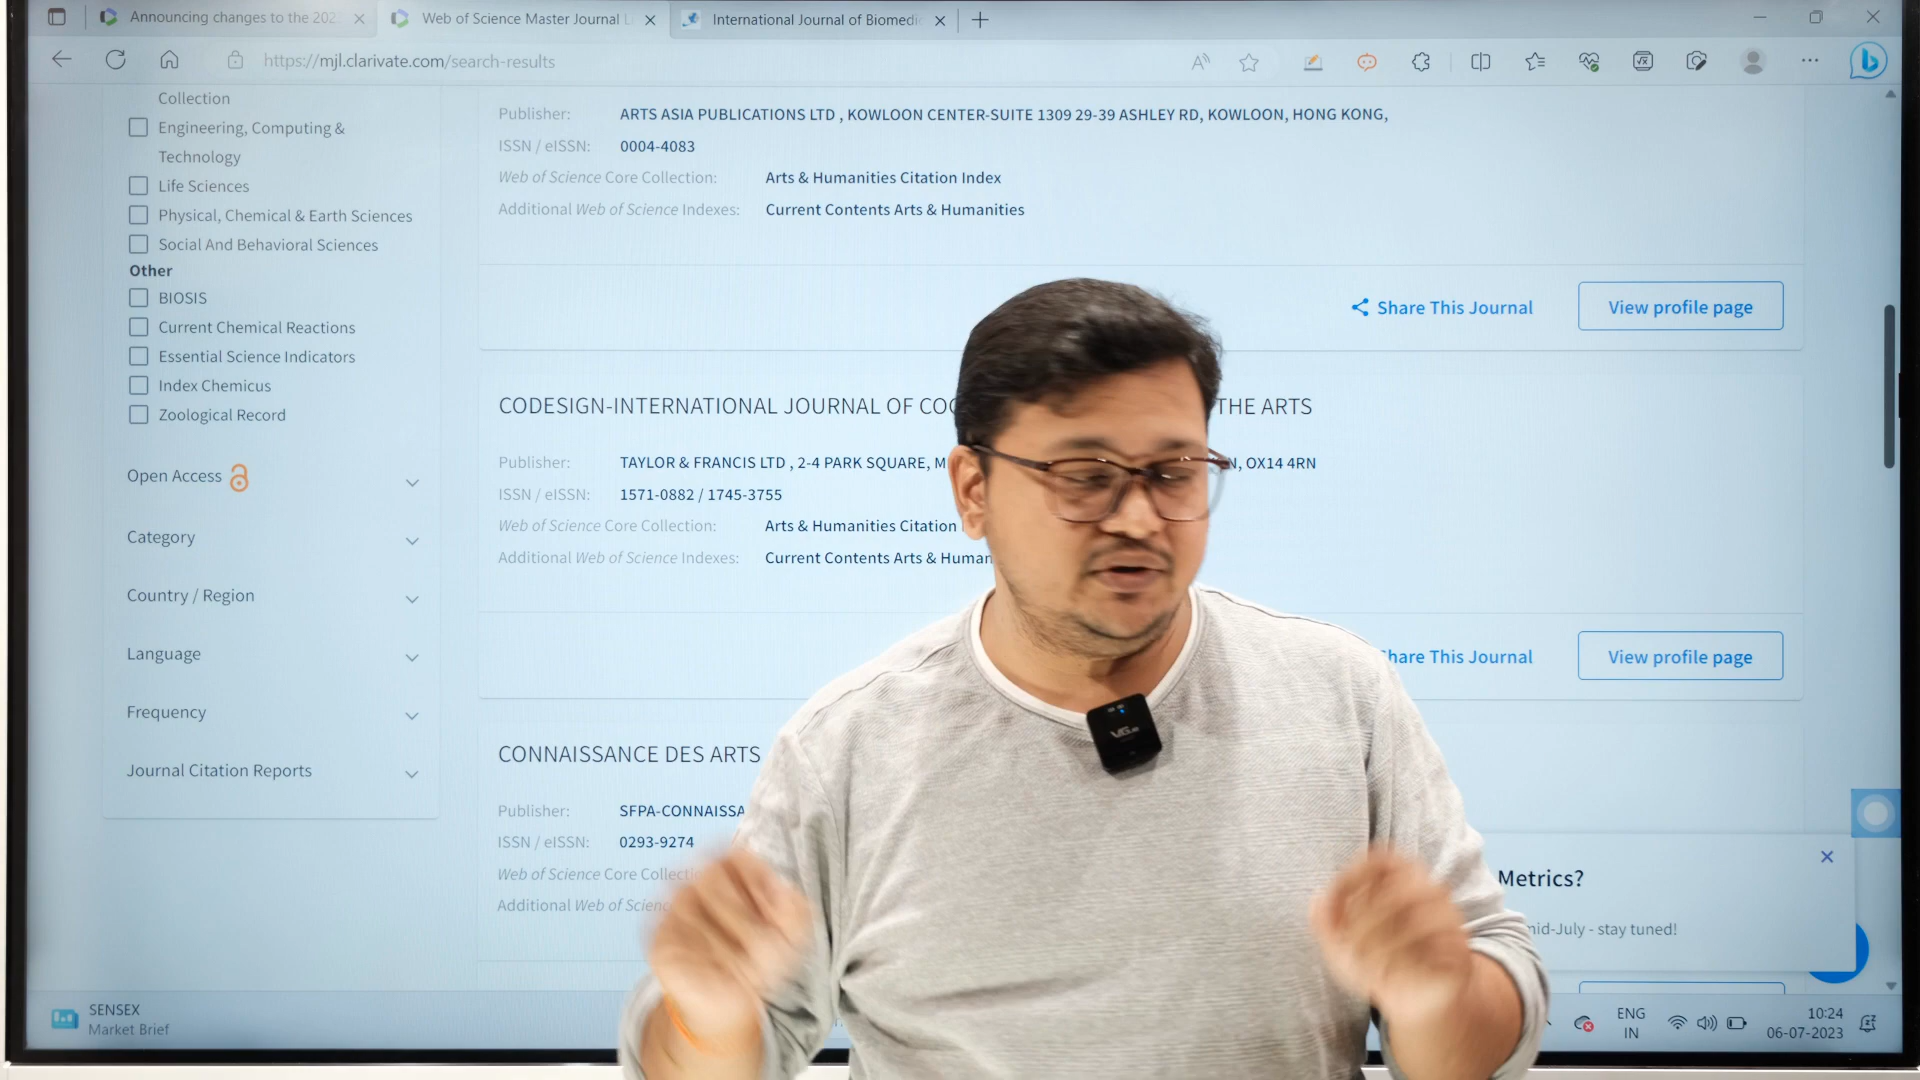 Announcing changes to the 202
Web of Science Master Journal L
International Journal of Biomedic
https://mjl.clarivate.com/search-results
Collection
Engineering, Computing &
Technology
Life Sciences
Physical, Chemical & Earth Sciences
Social And Behavioral Sciences
Other
BIOSIS
Current Chemical Reactions
Essential Science Indicators
Index Chemicus
Zoological Record
Open Access
Category
Country / Region
Language
Frequency
Journal Citation Reports
Publisher: ARTS ASIA PUBLICATIONS LTD , KOWLOON CENTER-SUITE 1309 29-39 ASHLEY RD, KOWLOON, HONG KONG,
ISSN / eISSN: 0004-4083
Web of Science Core Collection: Arts & Humanities Citation Index
Additional Web of Science Indexes: Current Contents Arts & Humanities
Share This Journal
View profile page
CODESIGN-INTERNATIONAL JOURNAL OF COC THE ARTS
Publisher: TAYLOR & FRANCIS LTD , 2-4 PARK SQUARE, M N, OX14 4RN
ISSN / eISSN: 1571-0882 / 1745-3755
Web of Science Core Collection: Arts & Humanities Citation
Additional Web of Science Indexes: Current Contents Arts & Human
Share This Journal
View profile page
CONNAISSANCE DES ARTS
Publisher: SFPA-CONNAISSA
ISSN / eISSN: 0293-9274
Web of Science Core Collecti
Additional Web of Science
Metrics?
mid-July - stay tuned!
SENSEX
Market Brief
ENG
IN
10:24
06-07-2023